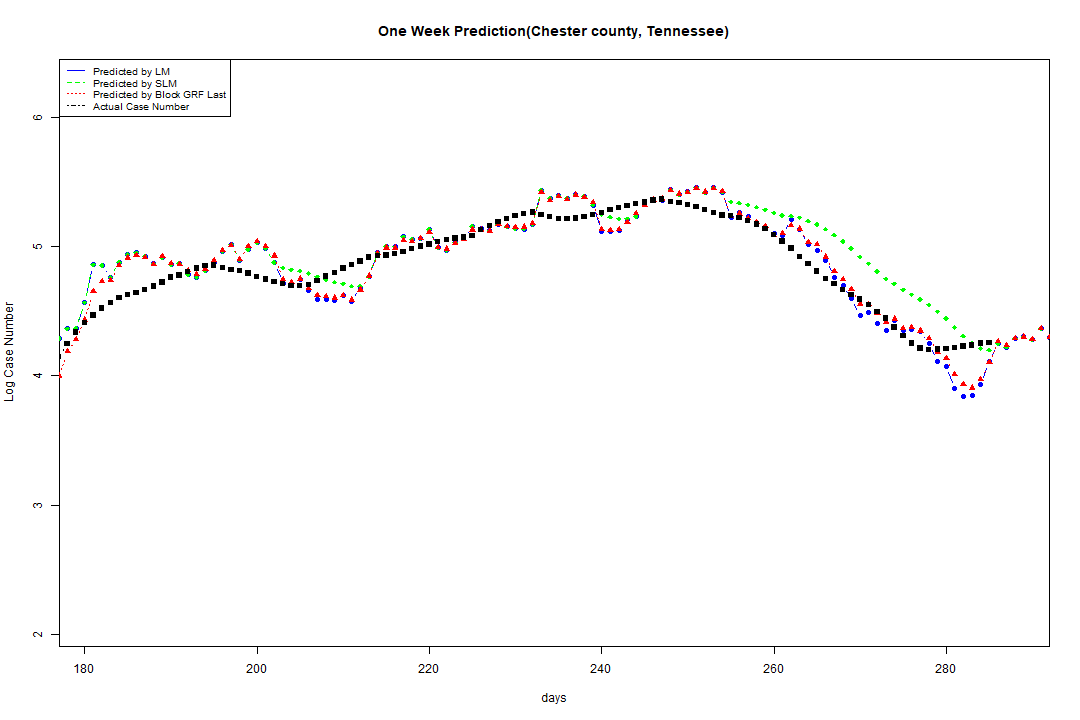 One Week Prediction(Chester county, Tennessee)
Predicted by LM
Predicted by SLM
Predicted by Block GRF Last
Actual Case Number
Log Case Number
6
5
4
3
2
180 200 220 240 260 280
days